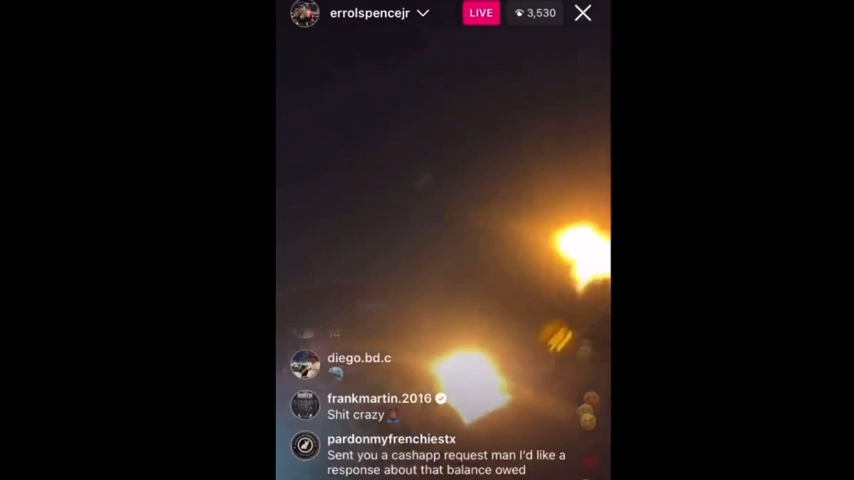 errolspencejr
LIVE
3,530
14
diego.bd.c
frankmartin.2016
Shit crazy
pardonmyfrenchiestx
Sent you a cashapp request man I'd like a
response about that balance owed